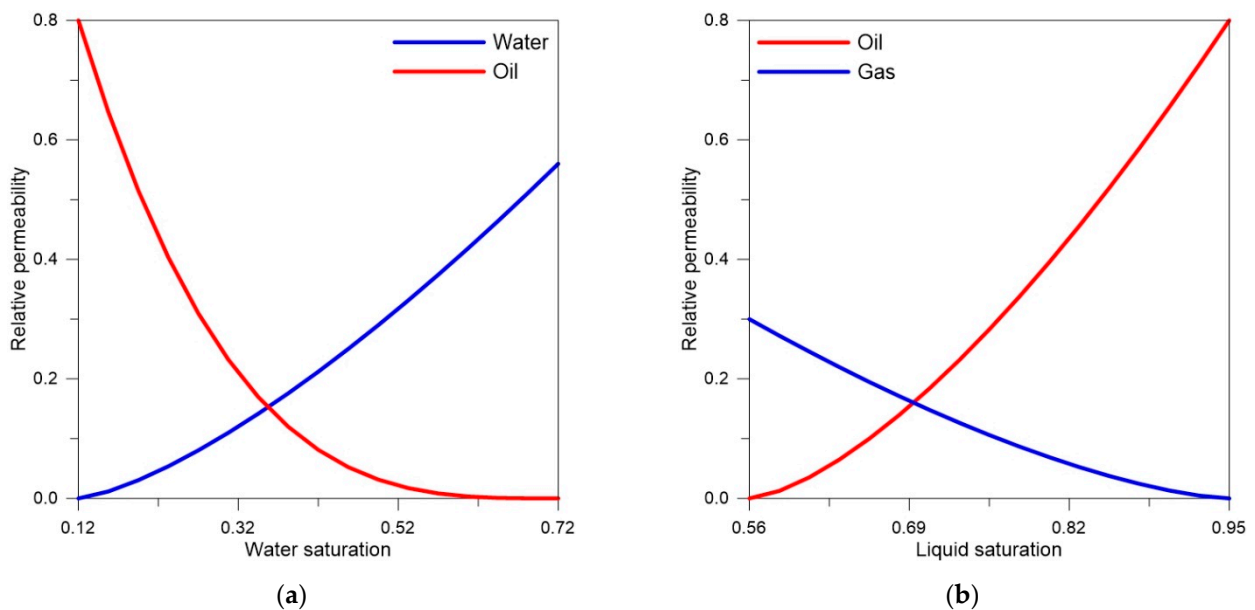 0.8
0.6
0.4
0.2
0.0
Relative permeability
Water
Oil
0.12
0.32
0.52
0.72
Water saturation
(a)
0.8
0.6
0.4
0.2
0.0
Relative permeability
Oil
Gas
0.56
0.69
0.82
0.95
Liquid saturation
(b)